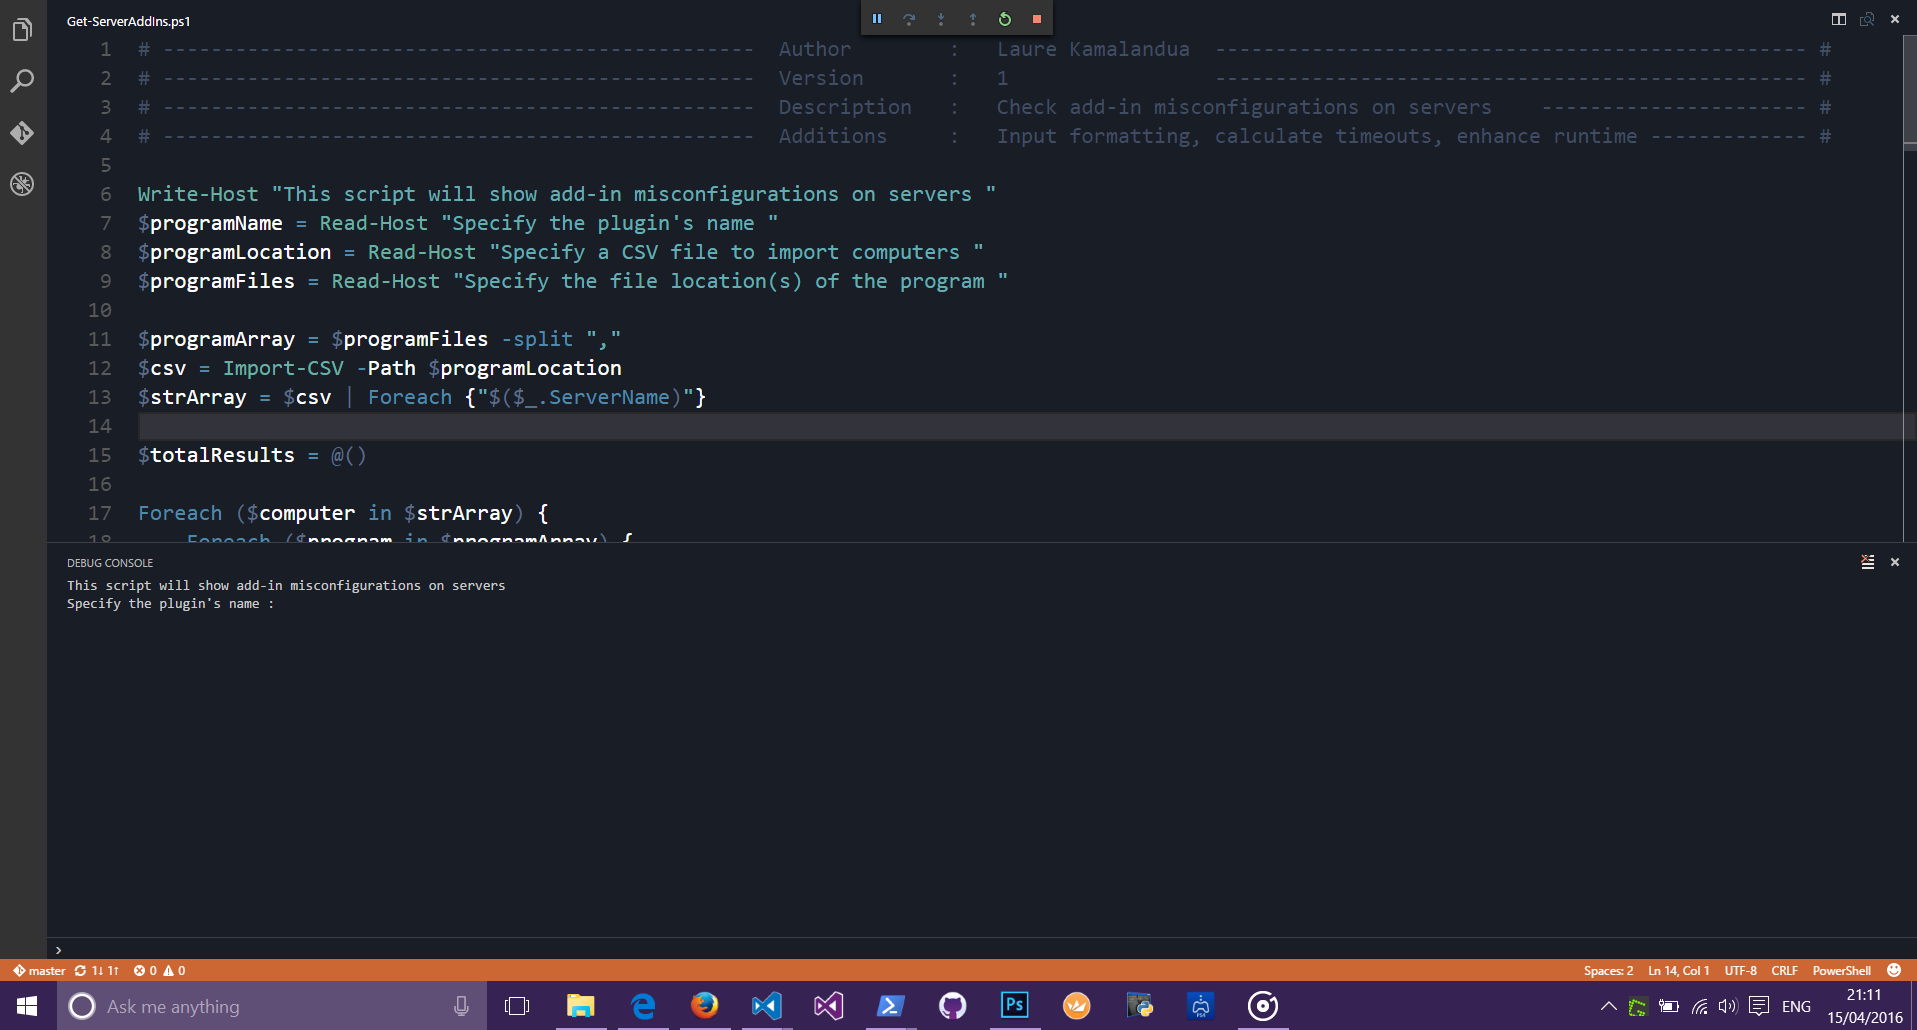 Get-ServerAddIns.ps1
1 # ------------------------------------------------- Author : Laure Kamalandua ------------------------------------------------- #
2 # ------------------------------------------------- Version : 1 ------------------------------------------------- #
3 # ------------------------------------------------- Description : Check add-in misconfigurations on servers ---------------------- #
4 # ------------------------------------------------- Additions : Input formatting, calculate timeouts, enhance runtime ------------- #
5
6 Write-Host "This script will show add-in misconfigurations on servers "
7 $programName = Read-Host "Specify the plugin's name "
8 $programLocation = Read-Host "Specify a CSV file to import computers "
9 $programFiles = Read-Host "Specify the file location(s) of the program "
10
11 $programArray = $programFiles -split ","
12 $csv = Import-CSV -Path $programLocation
13 $strArray = $csv | Foreach {"$($_.ServerName)"}
14
15 $totalResults = @()
16
17 Foreach ($computer in $strArray) {
18 Foreach ($program in $programArray) {
DEBUG CONSOLE
This script will show add-in misconfigurations on servers
Specify the plugin's name :
›
master 1↓ 1↑ 0 0 Spaces: 2 Ln 14, Col 1 UTF-8 CRLF PowerShell
Ask me anything
Ps
PS4
ENG
21:11
15/04/2016